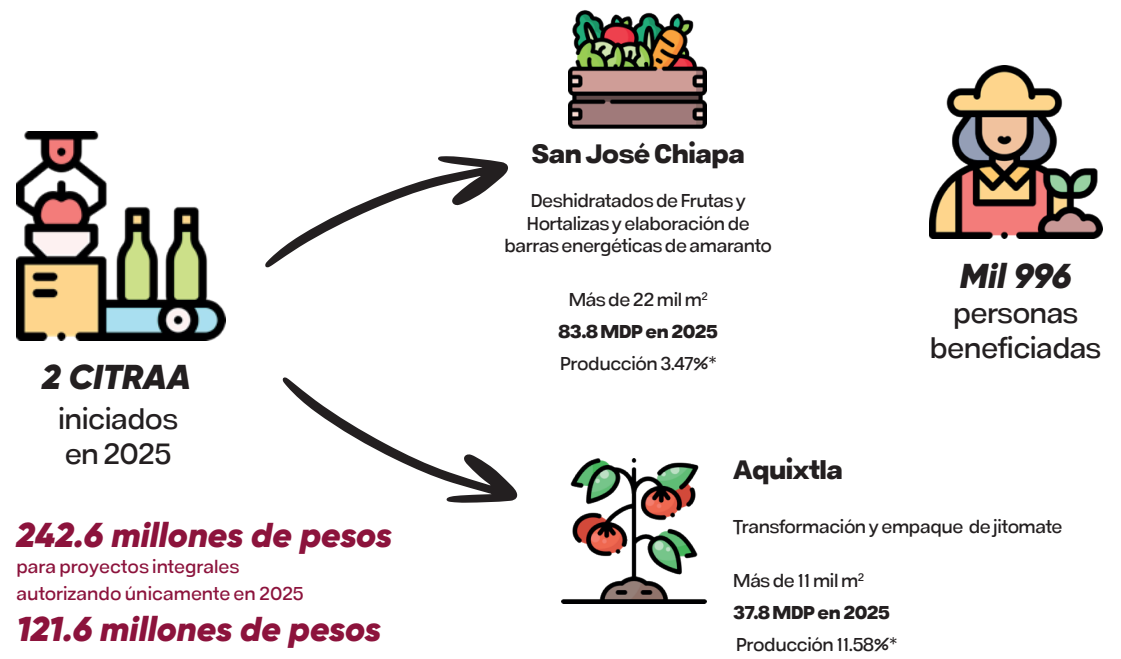 2 CITRAA
iniciados
en 2025
242.6 millones de pesos
para proyectos integrales
autorizando únicamente en 2025
121.6 millones de pesos
San José Chiapa
Deshidratados de Frutas y
Hortalizas y elaboración de
barras energéticas de amaranto
Más de 22 mil m²
83.8 MDP en 2025
Producción 3.47%*
Aquixtla
Transformación y empaque de jitomate
Más de 11 mil m²
37.8 MDP en 2025
Producción 11.58%*
Mil 996
personas
beneficiadas